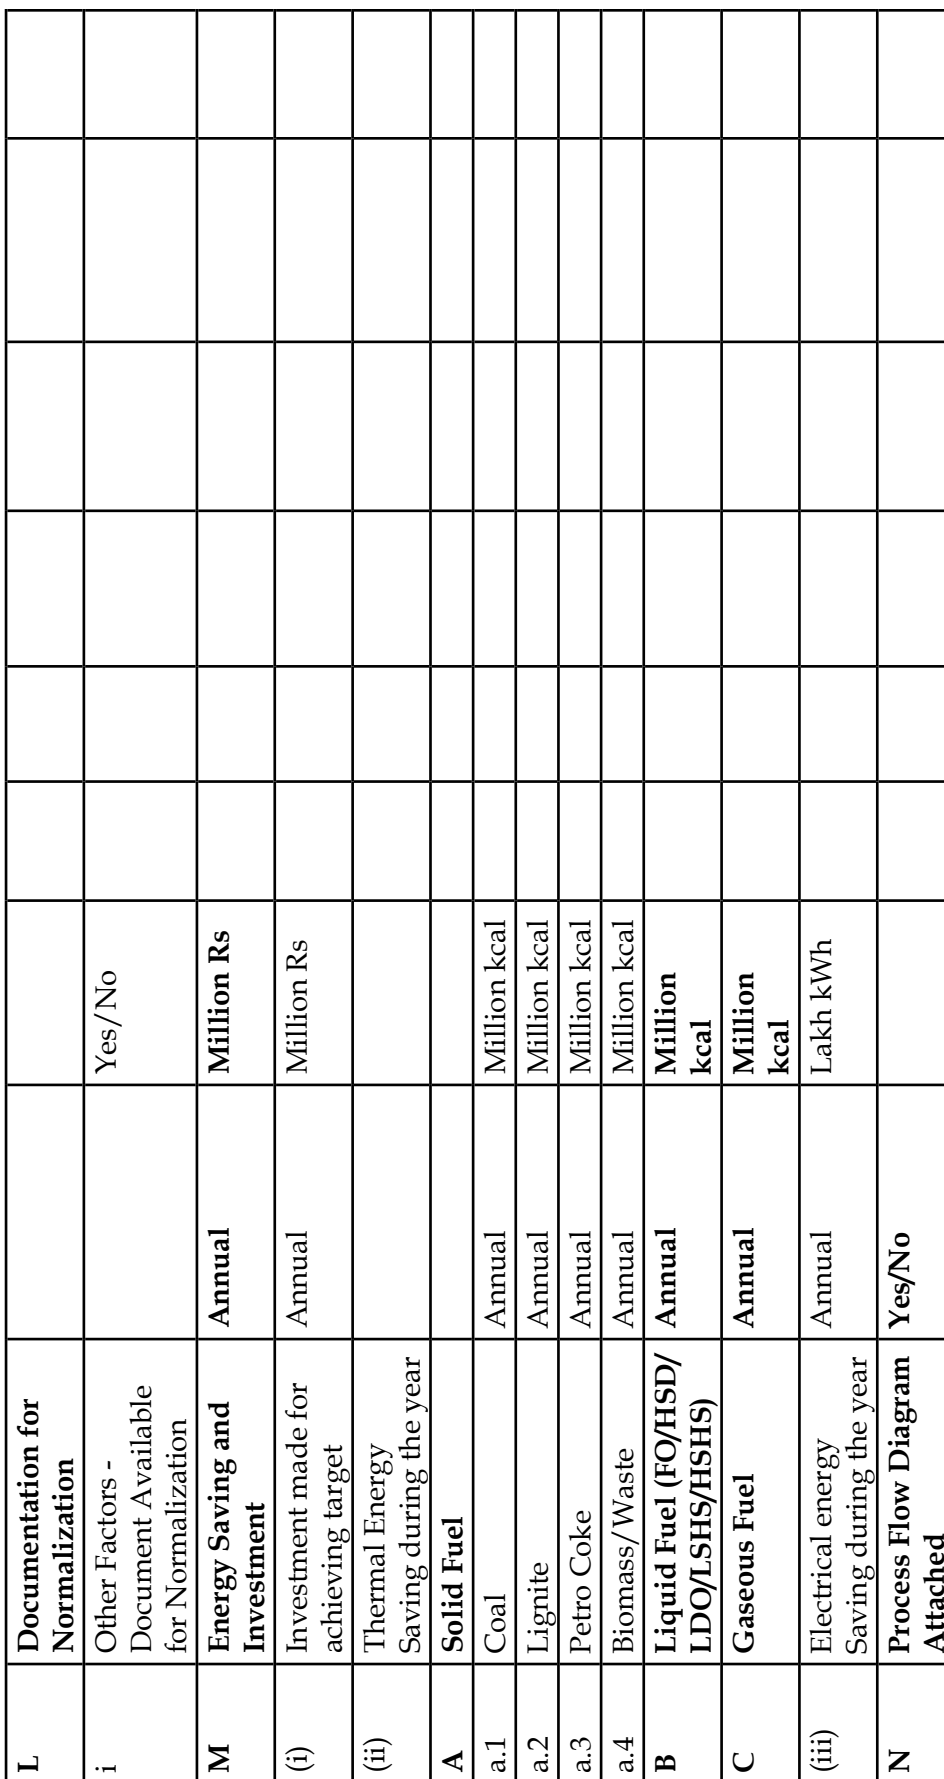 L Documentation for
Normalization
i Other Factors - Yes/No
Document Available
for Normalization
M Energy Saving and Annual Million Rs
Investment
(i) Investment made for Annual Million Rs
achieving target
(ii) Thermal Energy
Saving during the year
A Solid Fuel
a.1 Coal Annual Million kcal
a.2 Lignite Annual Million kcal
a.3 Petro Coke Annual Million kcal
a.4 Biomass/Waste Annual Million kcal
B Liquid Fuel (FO/HSD/ Annual Million
LDO/LSHS/HSHS) kcal
C Gaseous Fuel Annual Million
kcal
(iii) Electrical energy Annual Lakh kWh
Saving during the year
N Process Flow Diagram Yes/No
Attached